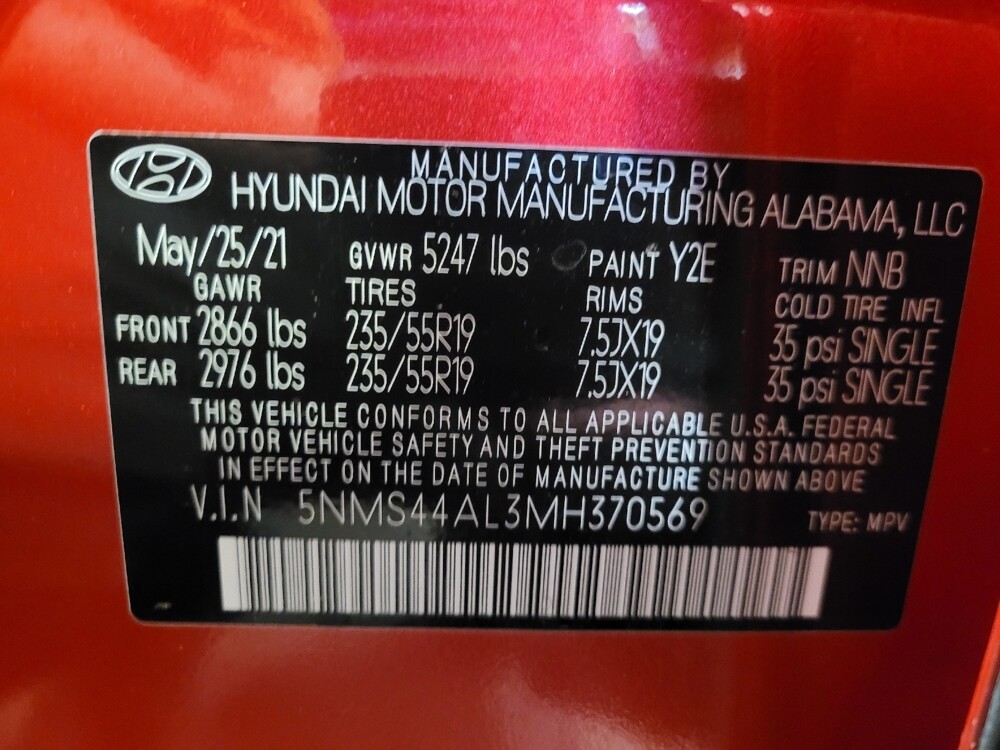 MANUFACTURED BY
HYUNDAI MOTOR MANUFACTURING ALABAMA, LLC
May/25/21 GVWR 5247 lbs PAINT Y2E TRIM NNB
GAWR TIRES RIMS COLD TIRE INFL
FRONT 2866 lbs 235/55R19 7.5JX19 35 psi SINGLE
REAR 2976 lbs 235/55R19 7.5JX19 35 psi SINGLE
THIS VEHICLE CONFORMS TO ALL APPLICABLE U.S.A. FEDERAL
MOTOR VEHICLE SAFETY AND THEFT PREVENTION STANDARDS
IN EFFECT ON THE DATE OF MANUFACTURE SHOWN ABOVE
V.I.N 5NMS44AL3MH370569 TYPE: MPV